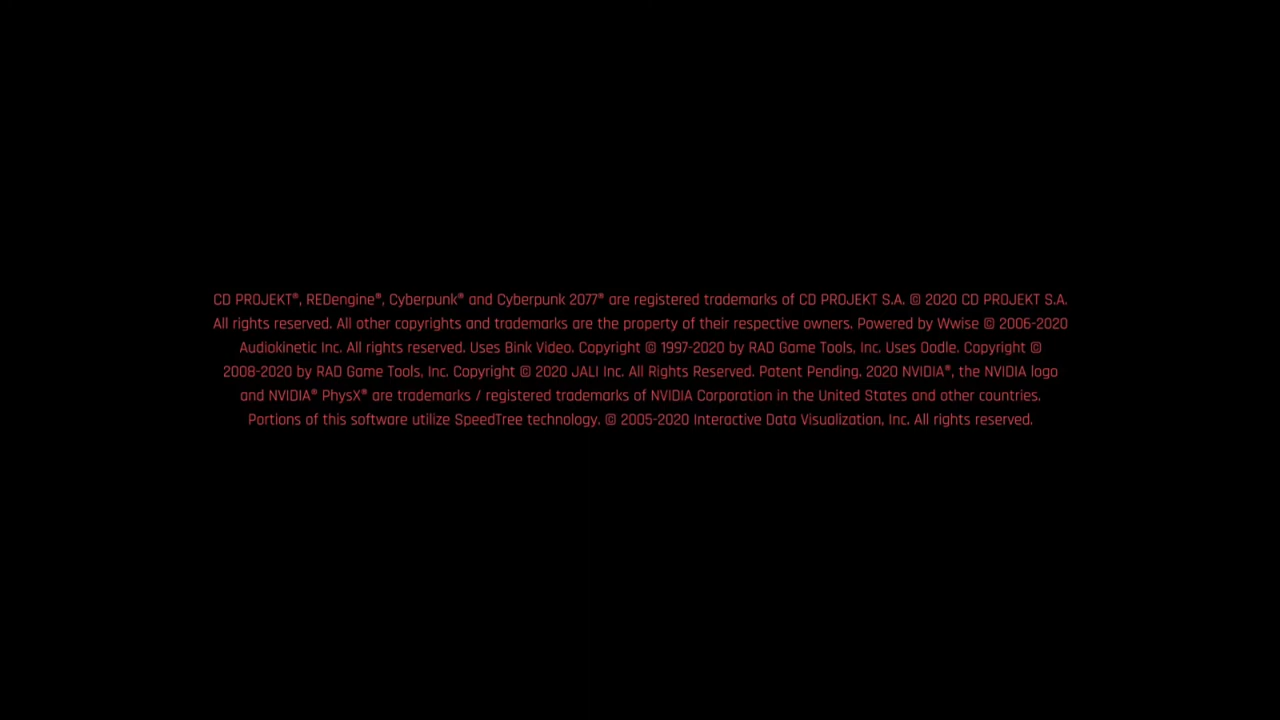 CD PROJEKT®, REDengine®, Cyberpunk® and Cyberpunk 2077® are registered trademarks of CD PROJEKT S.A. © 2020 CD PROJEKT S.A.
All rights reserved. All other copyrights and trademarks are the property of their respective owners. Powered by Wwise © 2006-2020
Audiokinetic Inc. All rights reserved. Uses Bink Video. Copyright © 1997-2020 by RAD Game Tools, Inc. Uses Oodle. Copyright ©
2008-2020 by RAD Game Tools, Inc. Copyright © 2020 JALI Inc. All Rights Reserved. Patent Pending. 2020 NVIDIA®, the NVIDIA logo
and NVIDIA® PhysX® are trademarks / registered trademarks of NVIDIA Corporation in the United States and other countries.
Portions of this software utilize SpeedTree technology. © 2005-2020 Interactive Data Visualization, Inc. All rights reserved.